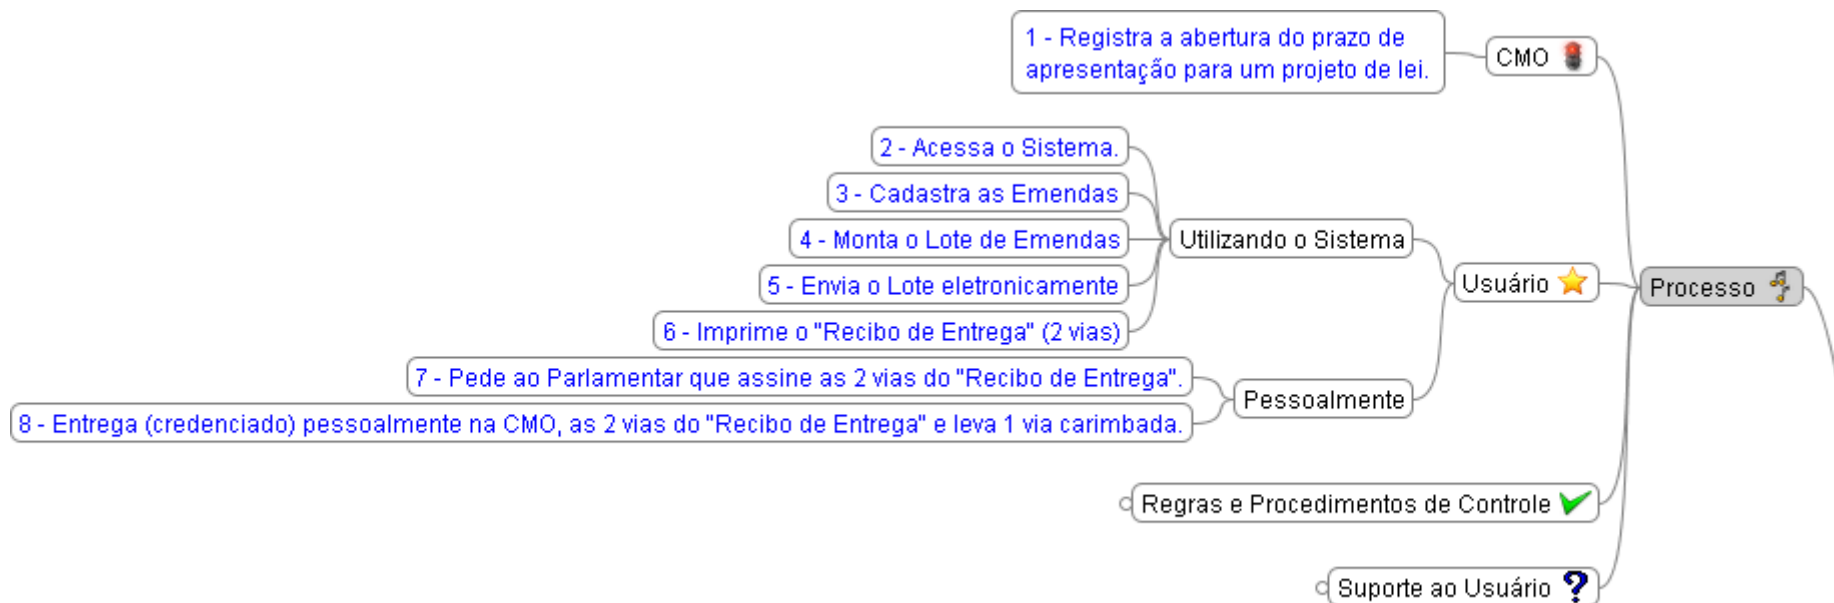 1 - Registra a abertura do prazo de
apresentação para um projeto de lei.
CMO
2 - Acessa o Sistema.
3 - Cadastra as Emendas
4 - Monta o Lote de Emendas
Utilizando o Sistema
5 - Envia o Lote eletronicamente
Usuário
Processo
6 - Imprime o "Recibo de Entrega" (2 vias)
7 - Pede ao Parlamentar que assine as 2 vias do "Recibo de Entrega".
Pessoalmente
8 - Entrega (credenciado) pessoalmente na CMO, as 2 vias do "Recibo de Entrega" e leva 1 via carimbada.
Regras e Procedimentos de Controle
Suporte ao Usuário